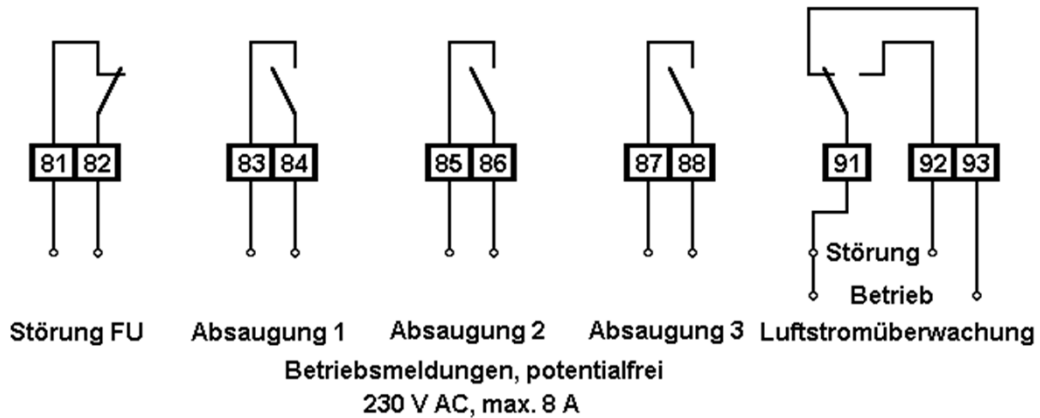 81 82 83 84 85 86 87 88 91 92 93
Störung
Betrieb
Störung FU Absaugung 1 Absaugung 2 Absaugung 3 Luftstromüberwachung
Betriebsmeldungen, potentialfrei
230 V AC, max. 8 A